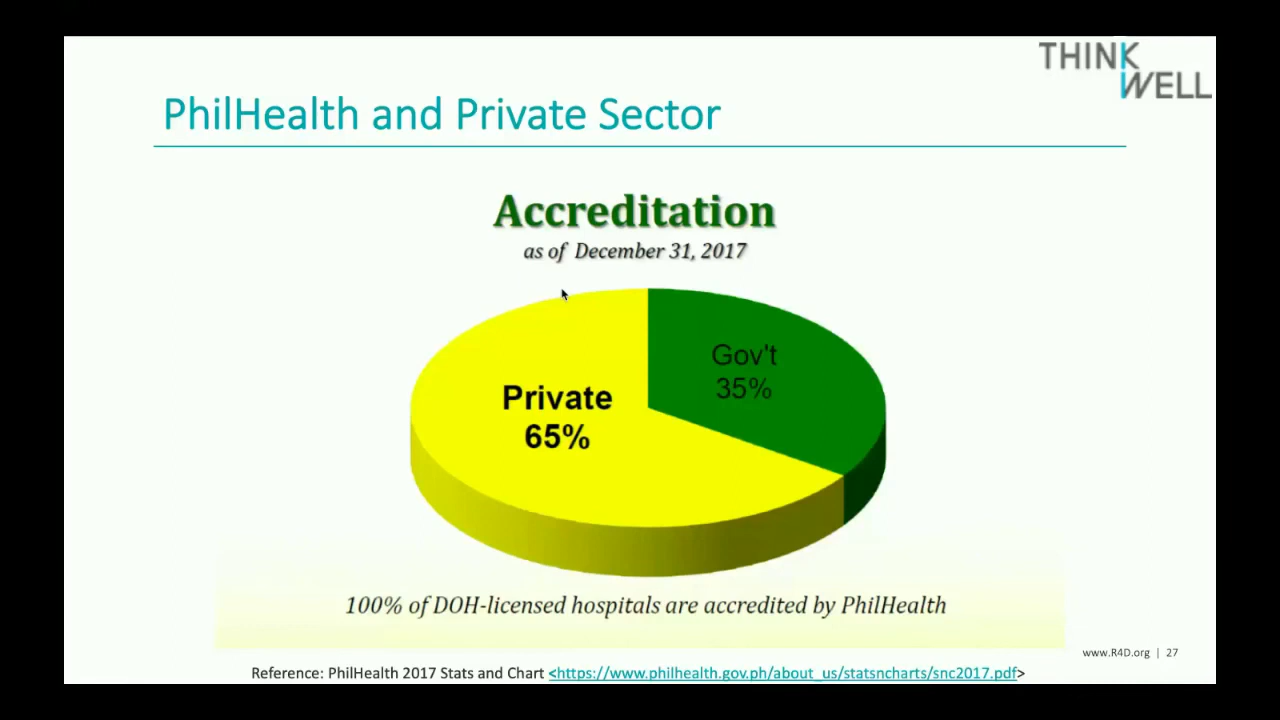 THINK
WELL
PhilHealth and Private Sector
Accreditation
as of December 31, 2017
Gov't
35%
Private
65%
100% of DOH-licensed hospitals are accredited by PhilHealth
www.R4D.org | 27
Reference: PhilHealth 2017 Stats and Chart <https://www.philhealth.gov.ph/about_us/statsncharts/snc2017.pdf>